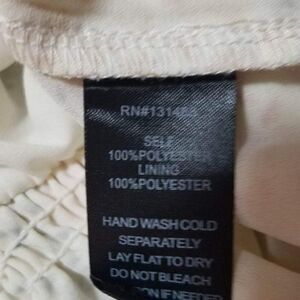 SELF
100%POLYESTER
LINING
100%POLYESTER
HAND WASH COLD
SEPARATELY
LAY FLAT TO DRY
DO NOT BLEACH
IF NEEDED